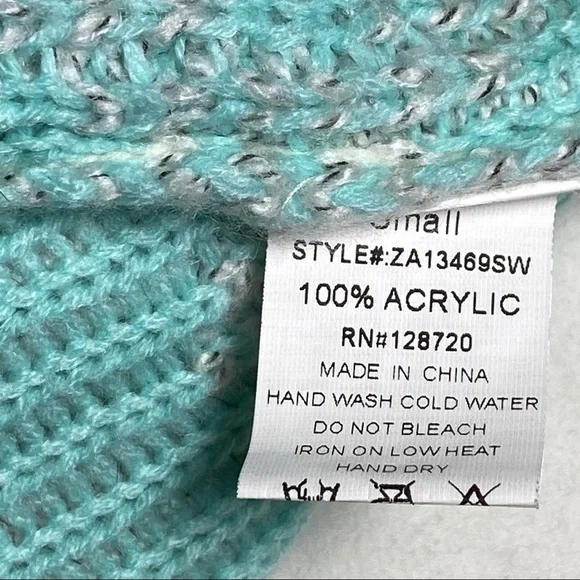 Small
STYLE#:ZA13469SW
100% ACRYLIC
RN#128720
MADE IN CHINA
HAND WASH COLD WATER
DO NOT BLEACH
IRON ON LOW HEAT
HAND DRY